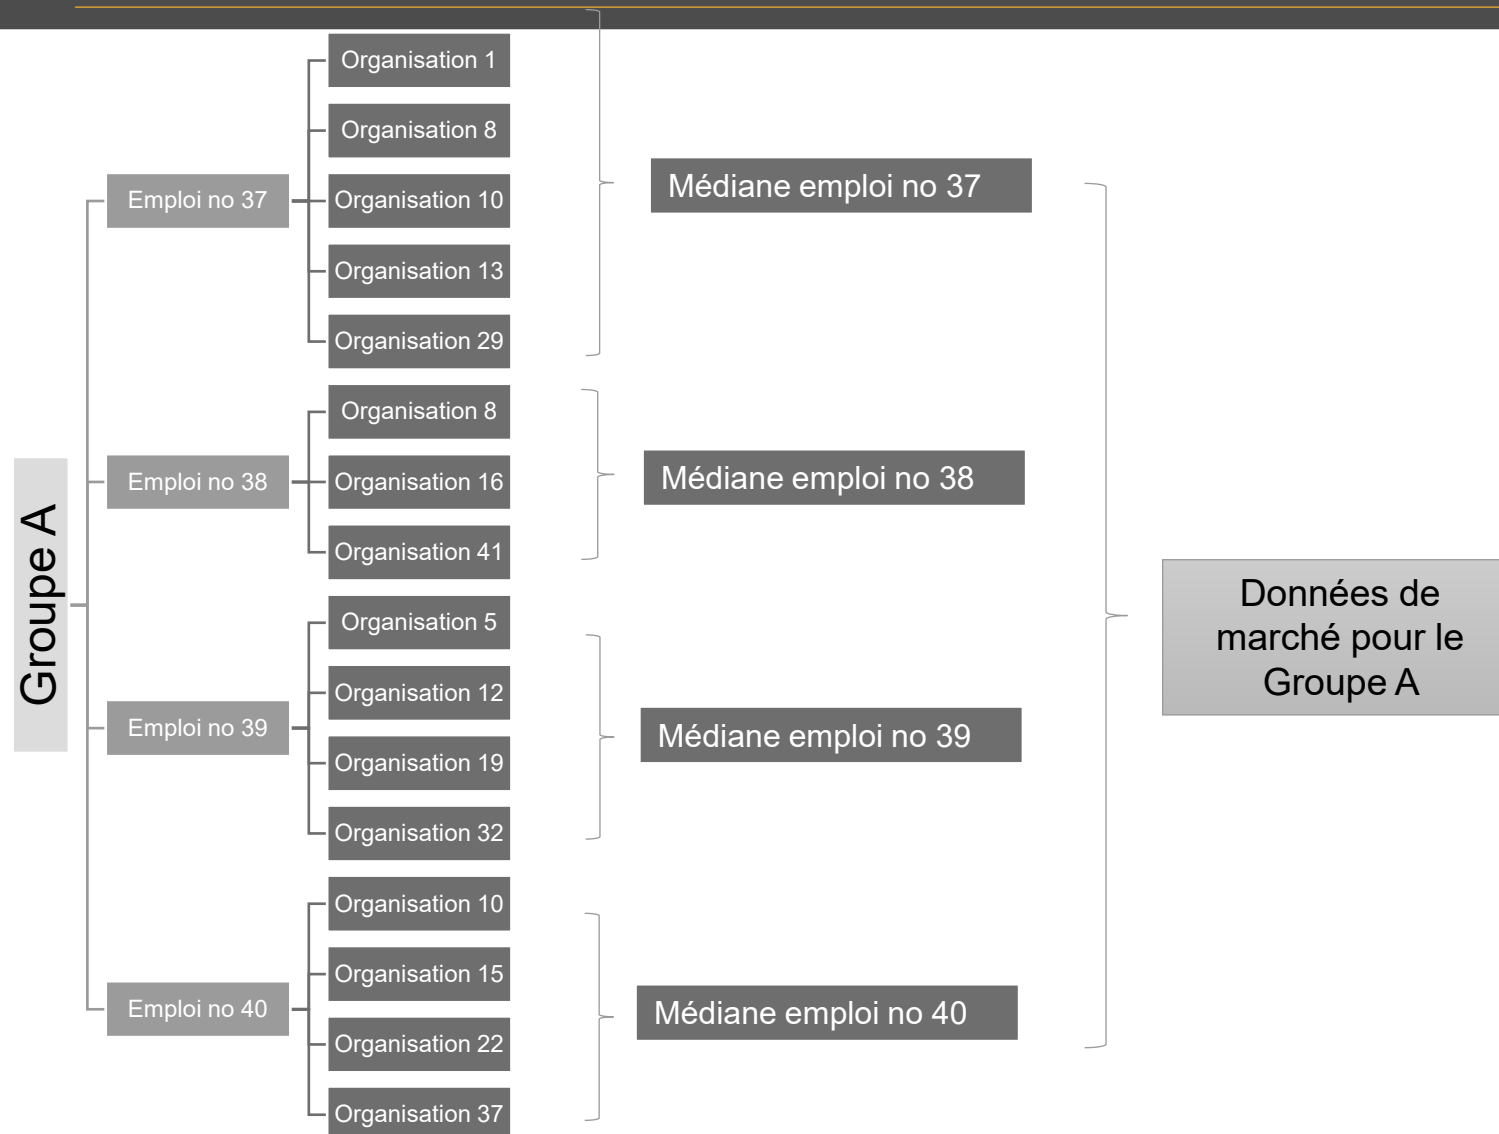 Groupe A
Emploi no 37
Organisation 1
Organisation 8
Organisation 10
Organisation 13
Organisation 29
Médiane emploi no 37
Emploi no 38
Organisation 8
Organisation 16
Organisation 41
Médiane emploi no 38
Emploi no 39
Organisation 5
Organisation 12
Organisation 19
Organisation 32
Médiane emploi no 39
Emploi no 40
Organisation 10
Organisation 15
Organisation 22
Organisation 37
Médiane emploi no 40
Données de
marché pour le
Groupe A